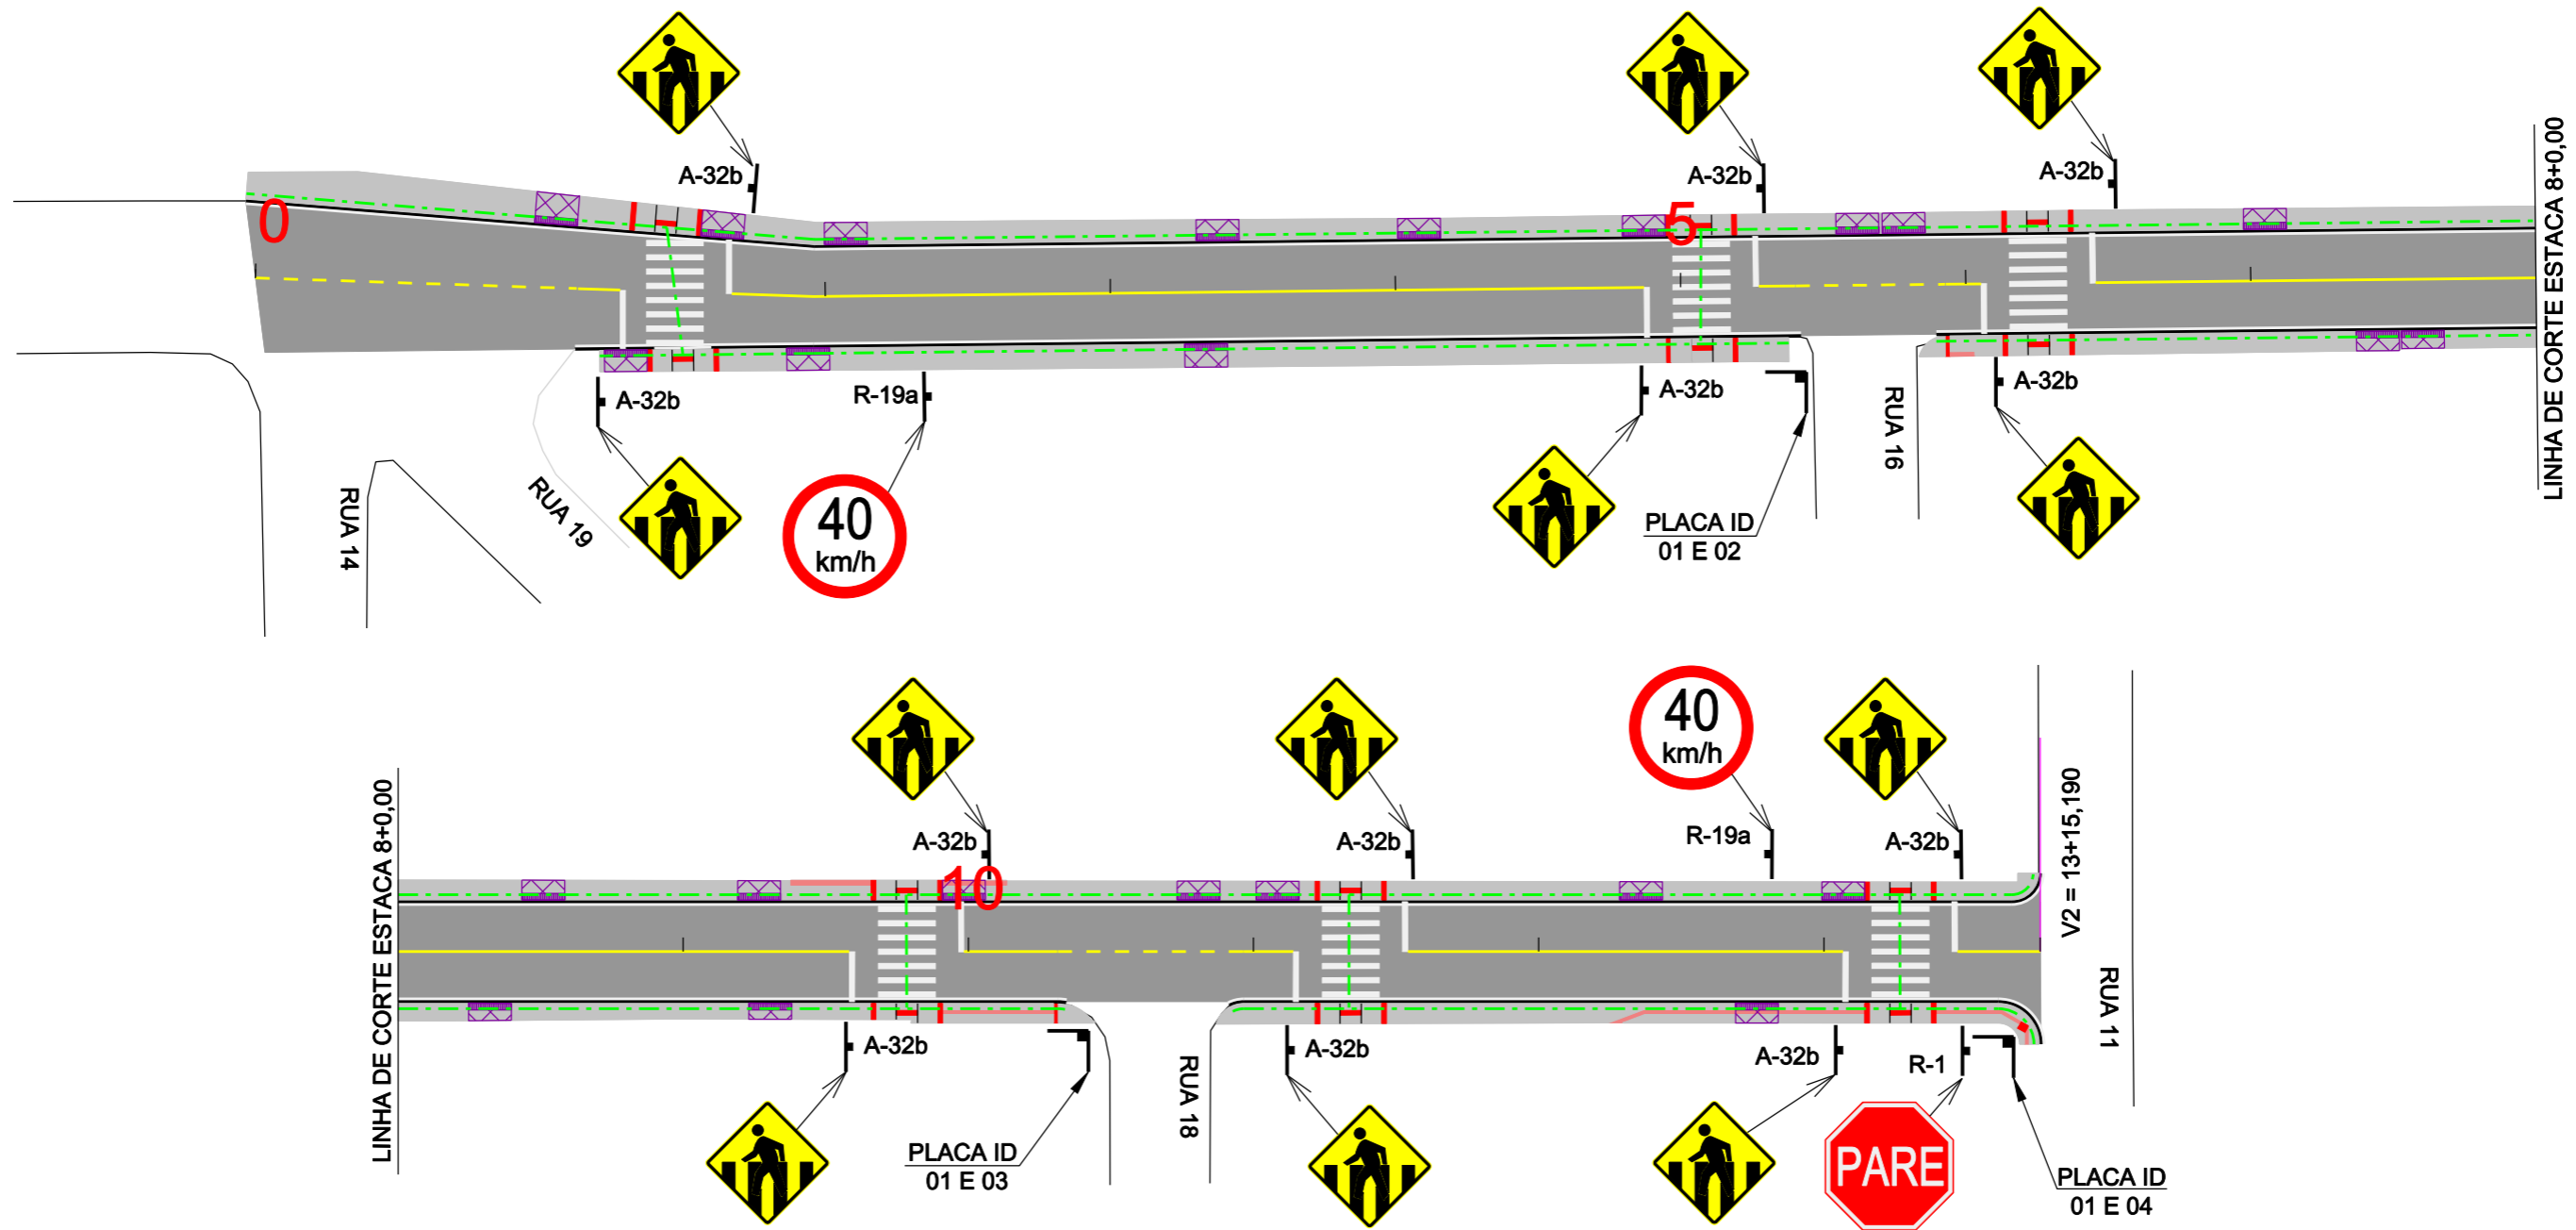 A-32b
A-32b
A-32b
LINHA DE CORTE ESTACA 8+0,00
0
5
A-32b
R-19a
A-32b
A-32b
RUA 14
RUA 19
40
km/h
PLACA ID
01 E 02
RUA 16
40
km/h
LINHA DE CORTE ESTACA 8+0,00
A-32b
A-32b
R-19a
A-32b
V2 = 13+15,190
10
RUA 11
A-32b
A-32b
A-32b
R-1
PLACA ID
01 E 03
RUA 18
PARE
PLACA ID
01 E 04